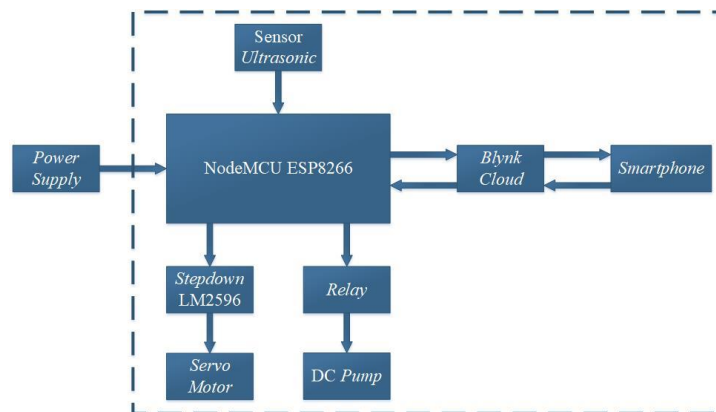 Sensor
Ultrasonic
Power
Supply
NodeMCU ESP8266
Blynk
Cloud
Smartphone
Stepdown
LM2596
Relay
Servo
Motor
DC Pump